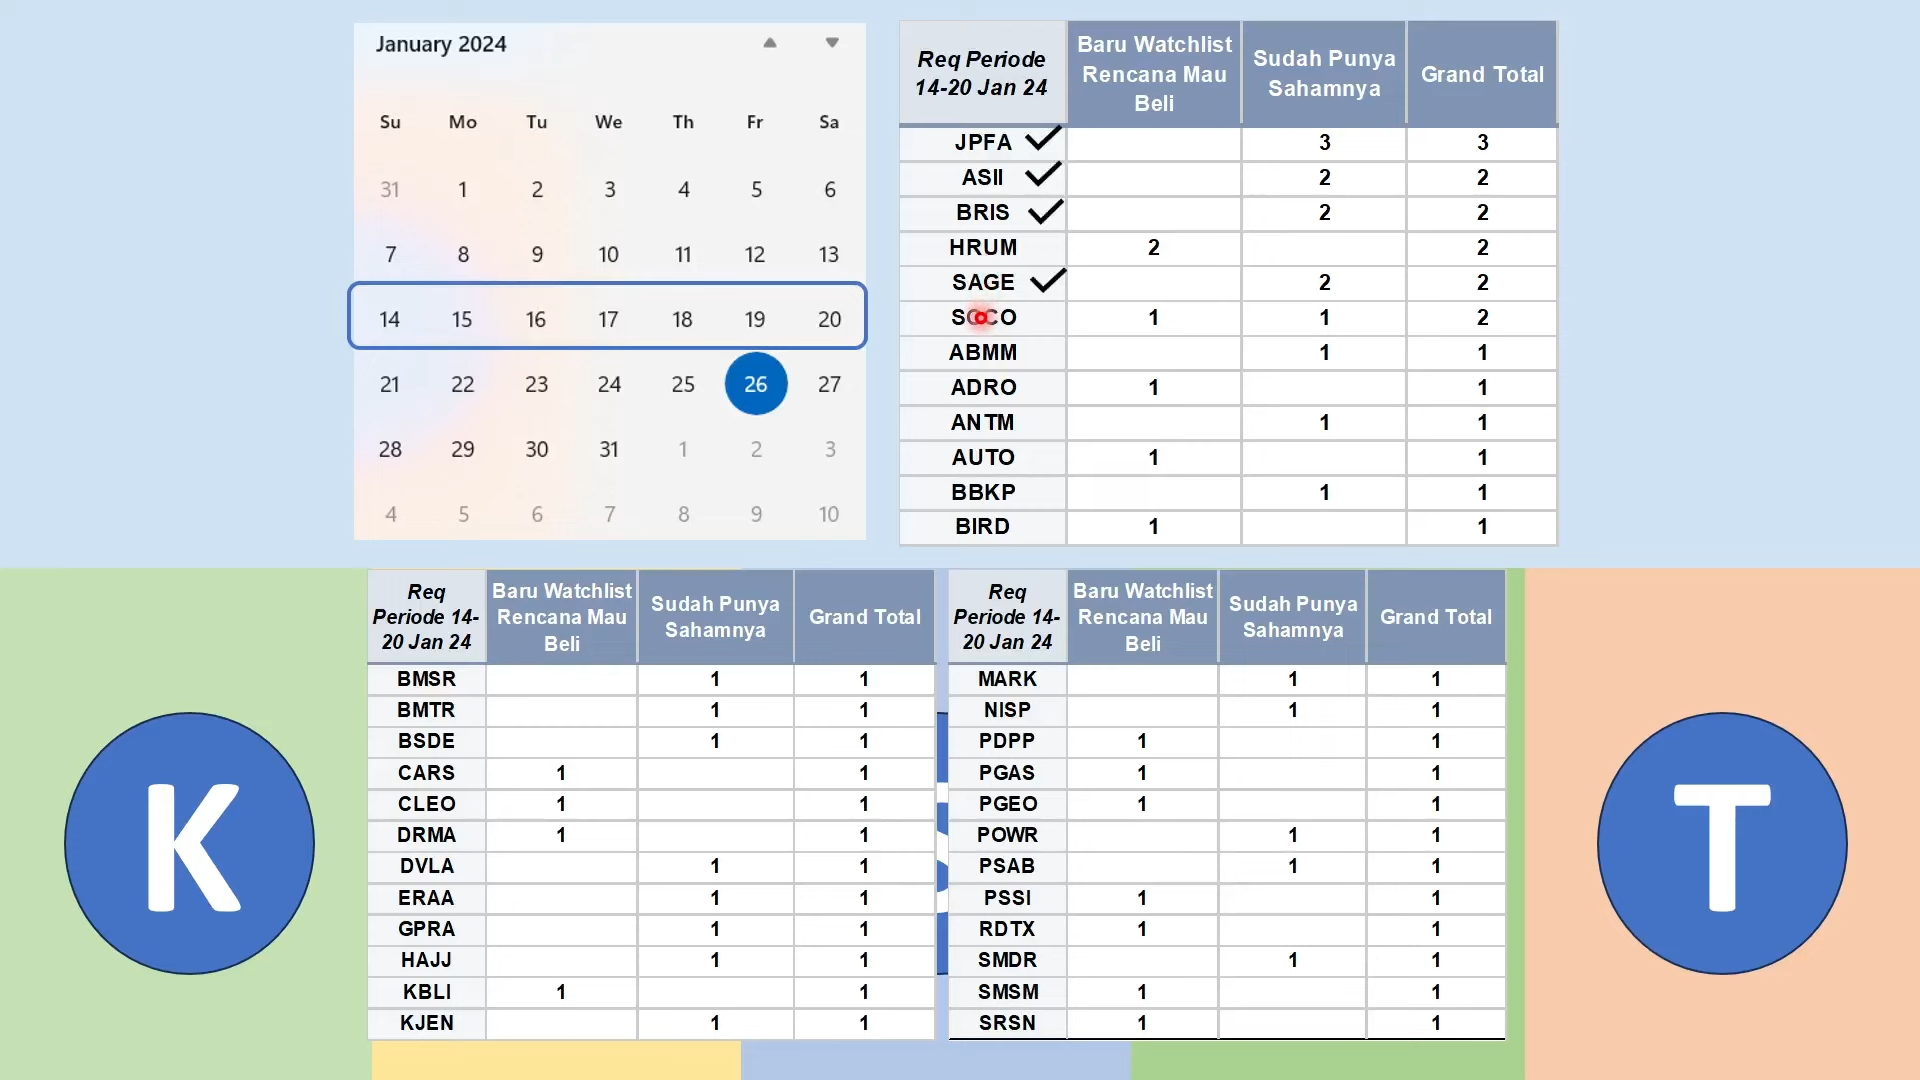 January 2024
Su Mo Tu We Th Fr Sa
31 1 2 3 4 5 6
7 8 9 10 11 12 13
14 15 16 17 18 19 20
21 22 23 24 25 26 27
28 29 30 31 1 2 3
4 5 6 7 8 9 10
Req Periode
14-20 Jan 24
Baru Watchlist
Rencana Mau
Beli
Sudah Punya
Sahamnya
Grand Total
JPFA 3 3
ASII 2 2
BRIS 2 2
HRUM 2 2
SAGE 2 2
SOCO 1 1 2
ABMM 1 1
ADRO 1 1
ANTM 1 1
AUTO 1 1
BBKP 1 1
BIRD 1 1
Req
Periode 14-
20 Jan 24
Baru Watchlist
Rencana Mau
Beli
Sudah Punya
Sahamnya
Grand Total
BMSR 1 1
BMTR 1 1
BSDE 1 1
CARS 1 1
CLEO 1 1
DRMA 1 1
DVLA 1 1
ERAA 1 1
GPRA 1 1
HAJJ 1 1
KBLI 1 1
KJEN 1 1
Req
Periode 14-
20 Jan 24
Baru Watchlist
Rencana Mau
Beli
Sudah Punya
Sahamnya
Grand Total
MARK 1 1
NISP 1 1
PDPP 1 1
PGAS 1 1
PGEO 1 1
POWR 1 1
PSAB 1 1
PSSI 1 1
RDTX 1 1
SMDR 1 1
SMSM 1 1
SRSN 1 1
K
T